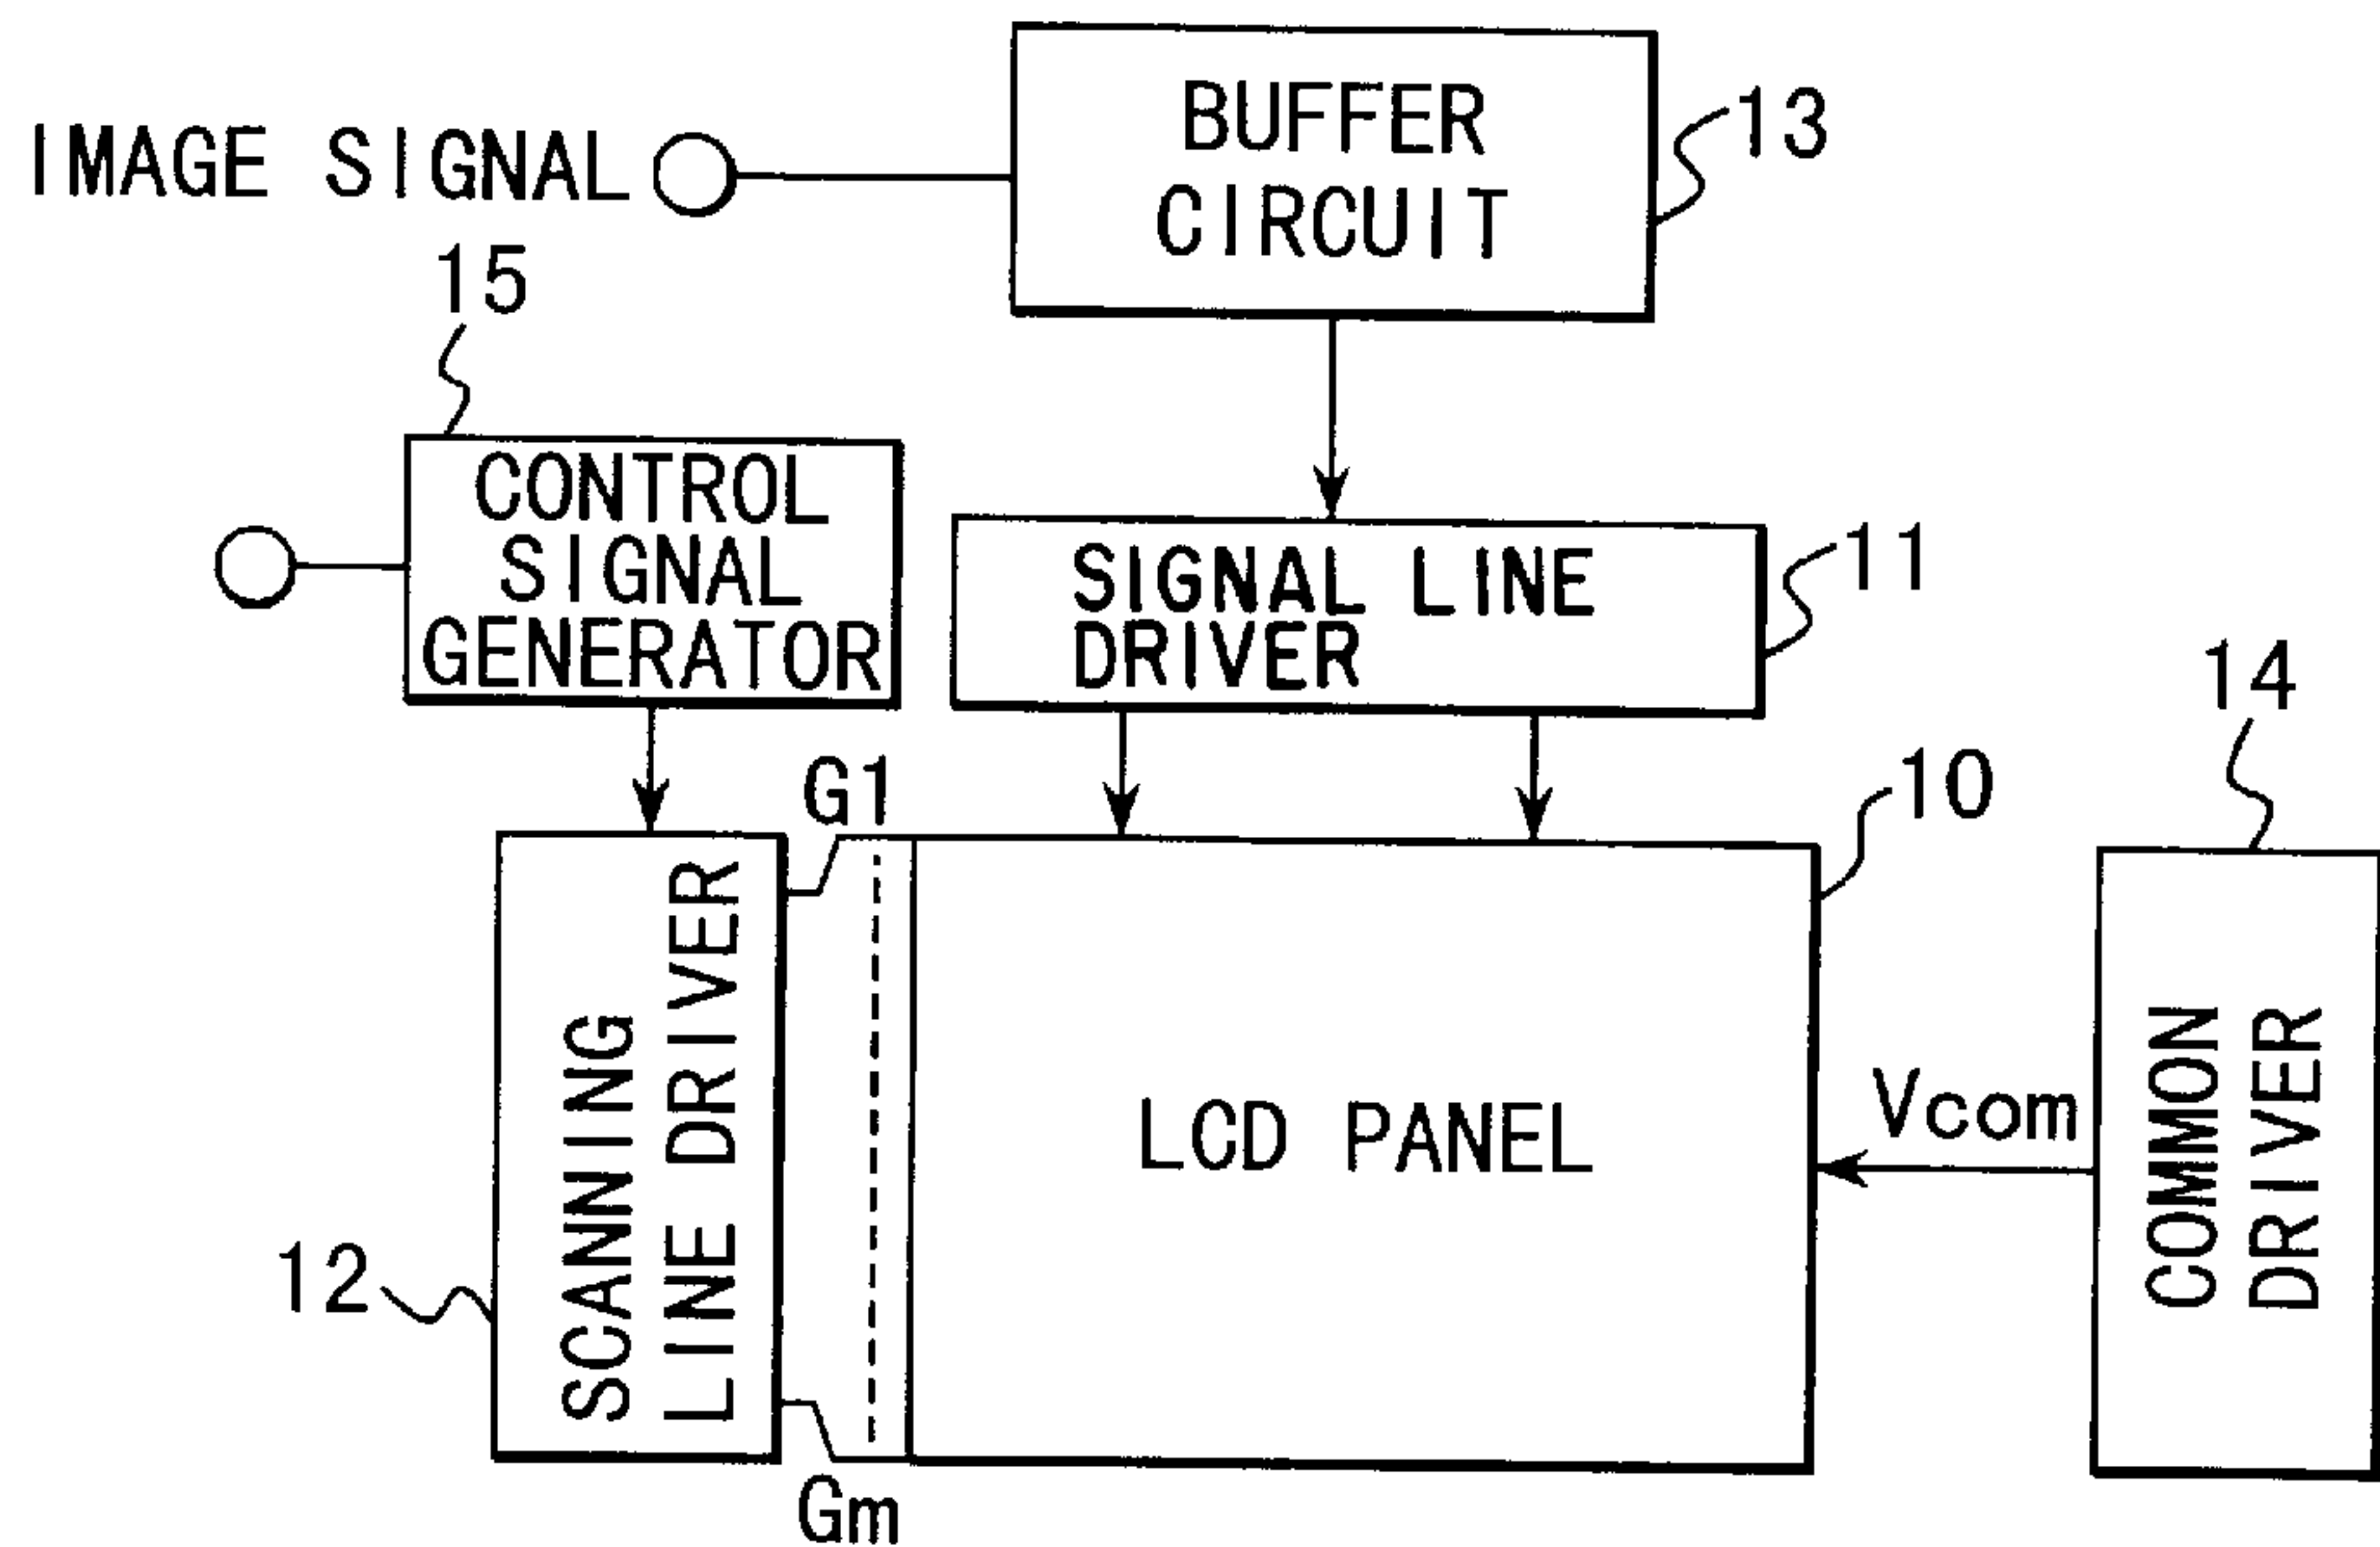 BUFFER
CIRCUIT
13
IMAGE SIGNAL
15
CONTROL
SIGNAL
GENERATOR
SIGNAL LINE
DRIVER
11
14
G1
10
SCANNING
LINE DRIVER
LCD PANEL
Vcom
COMMON
DRIVER
12
Gm